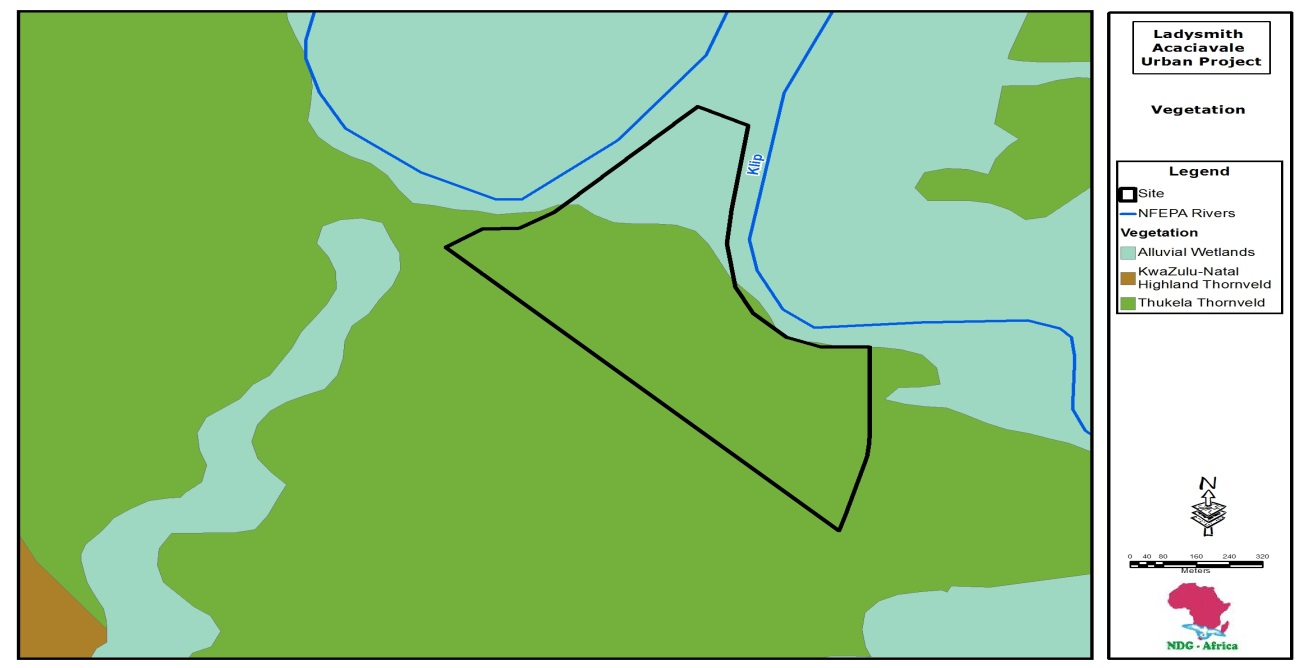 Klip
Ladysmith
Acaciavale
Urban Project
Vegetation
Legend
Site
NFEPA Rivers
Vegetation
Alluvial Wetlands
KwaZulu-Natal
Highland Thornveld
Thukela Thornveld
N
0 40 80 160 240 320
Meters
NDG - Africa